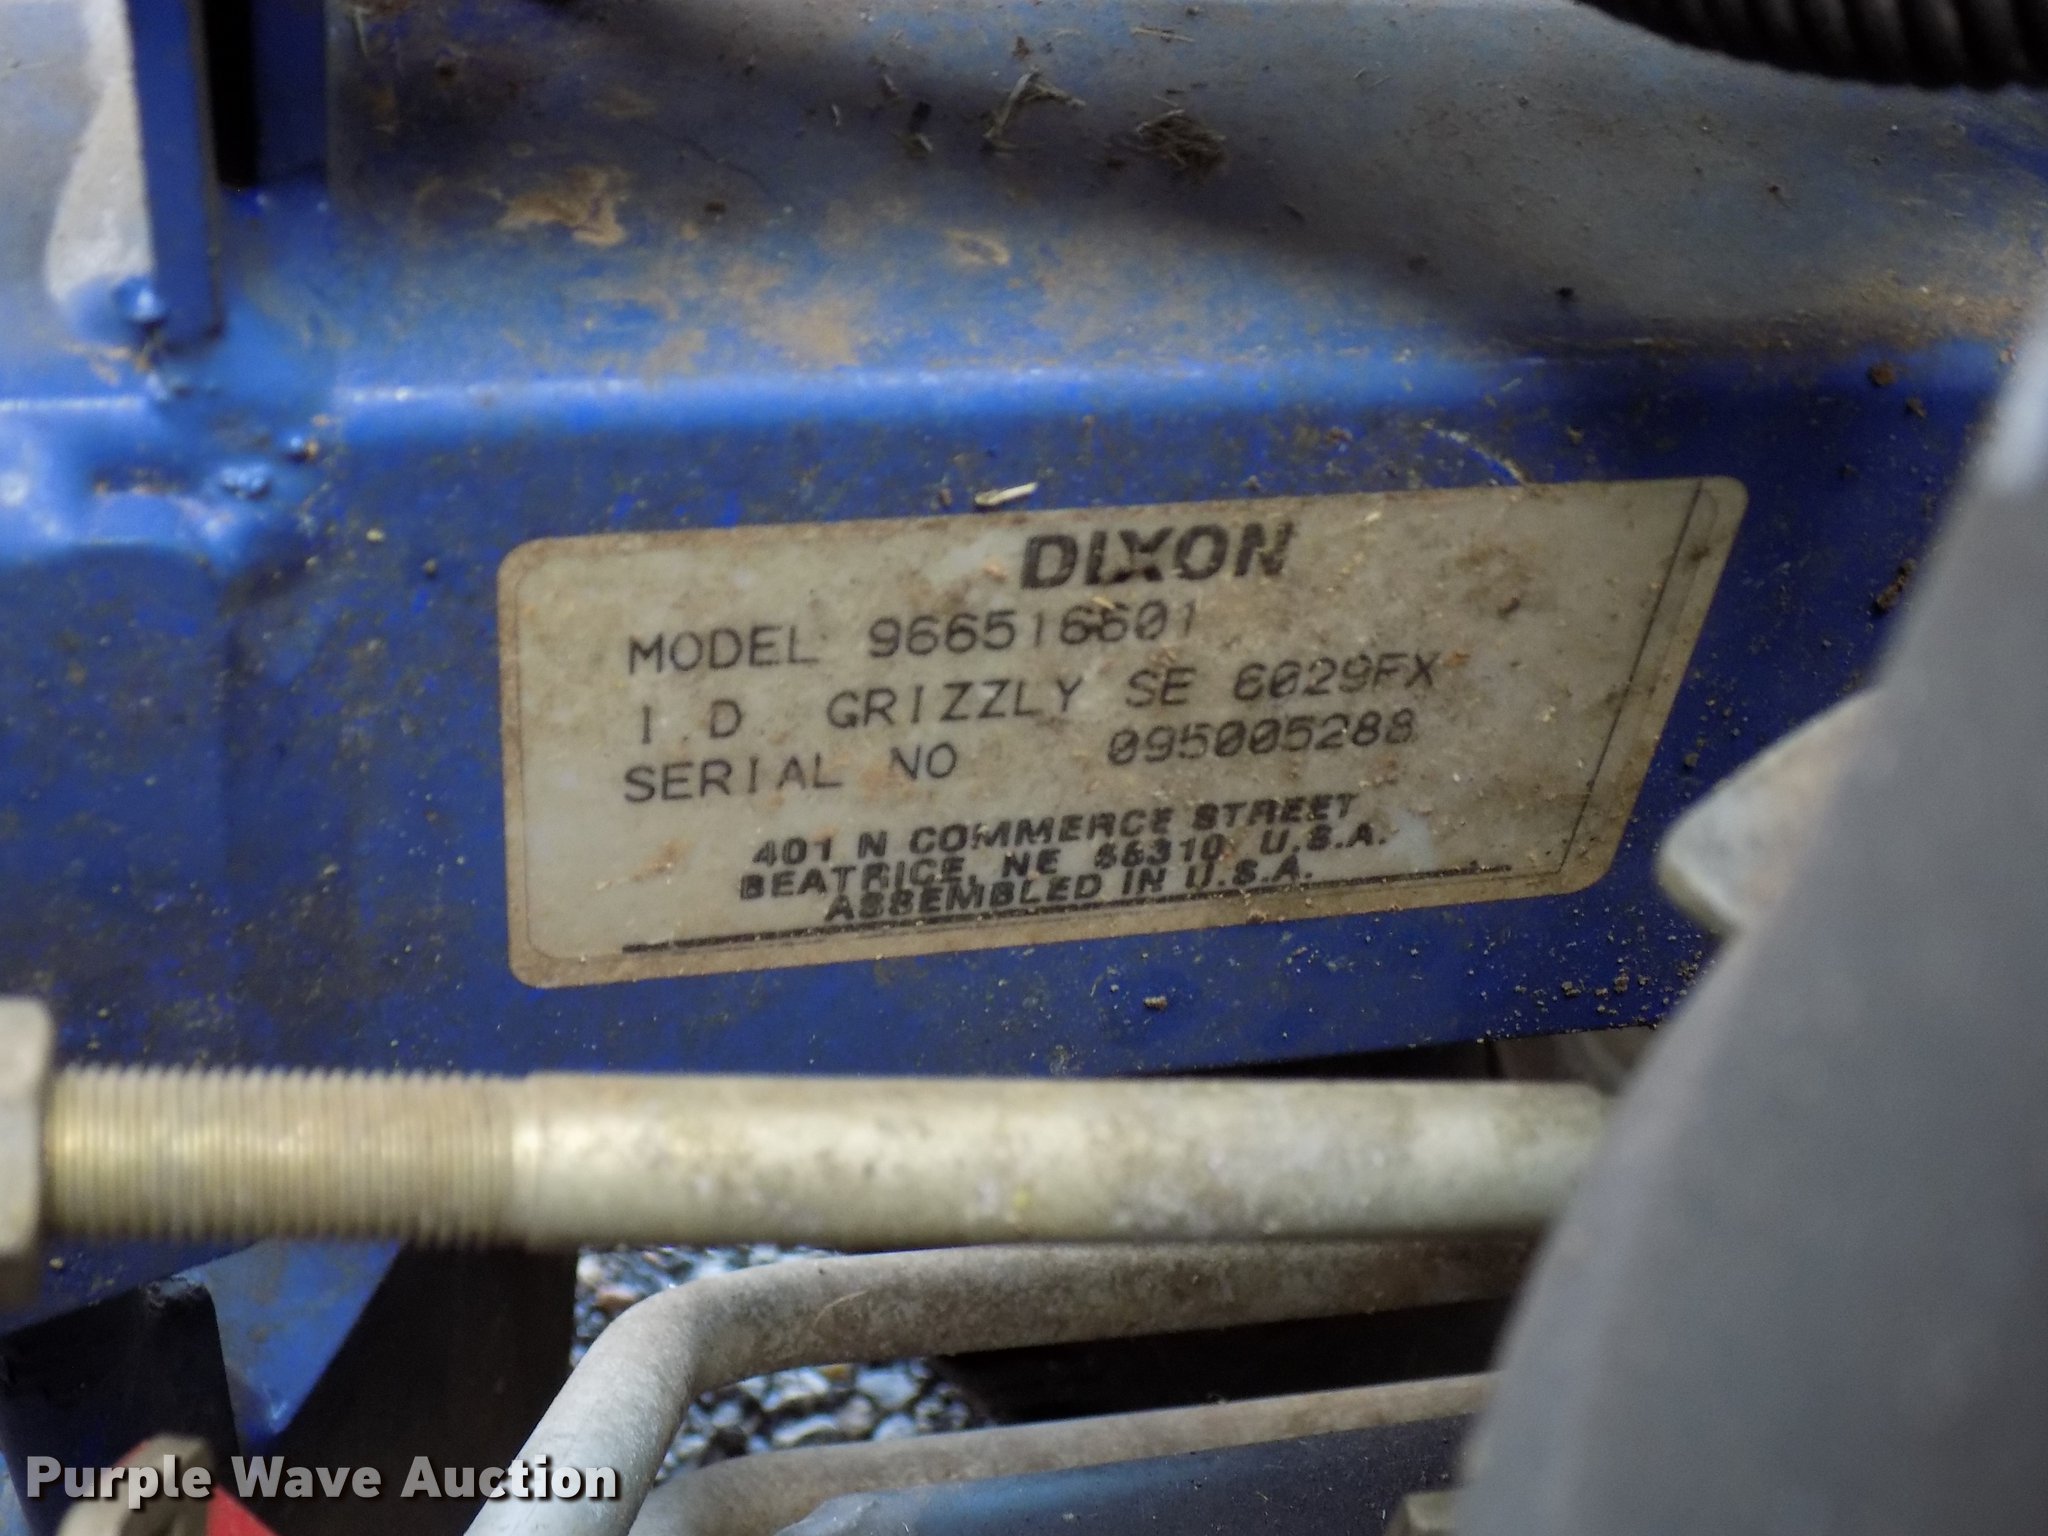 DIXON
MODEL 966516601
I.D. GRIZZLY SE 6029FX
SERIAL NO 095005288
401 N COMMERCE STREET
BEATRICE, NE 68310 U.S.A.
ASSEMBLED IN U.S.A.
Purple Wave Auction